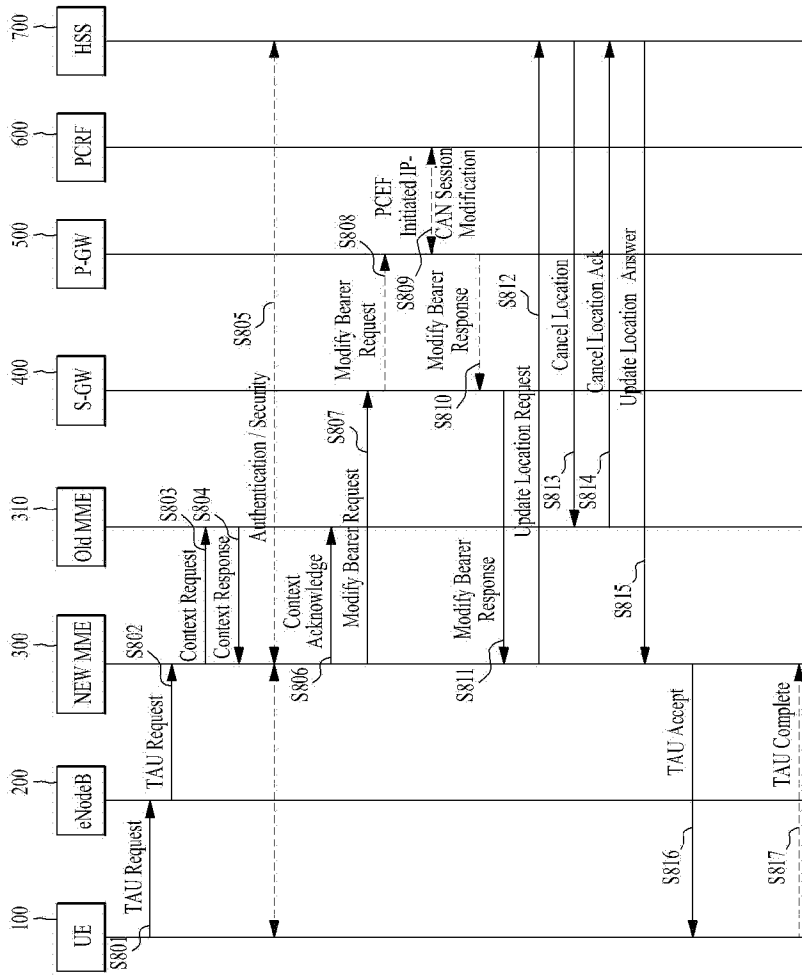 100
200
300
310
400
500
600
700
UE
eNodeB
NEW MME
Old MME
S-GW
P-GW
PCRF
HSS
S801
TAU Request
TAU Request
S802
Context Request
S803
Context Response
S804
Authentication / Security
S805
S806
Context
Acknowledge
Modify Bearer Request
S807
Modify Bearer
Request
S808
S809
PCEF
Initiated IP-
CAN Session
Modification
Modify Bearer
Response
S810
Modify Bearer
Response
S811
Update Location Request
S812
S813
Cancel Location
S814
Cancel Location Ack
S815
Update Location Answer
S816
TAU Accept
S817
TAU Complete